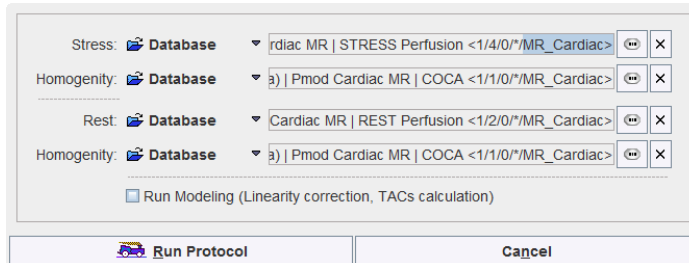 Stress: Database rdiac MR | STRESS Perfusion <1/4/0/*/MR_Cardiac>
Homogenity: Database a) | Pmod Cardiac MR | COCA <1/1/0/*/MR_Cardiac>
Rest: Database Cardiac MR | REST Perfusion <1/2/0/*/MR_Cardiac>
Homogenity: Database a) | Pmod Cardiac MR | COCA <1/1/0/*/MR_Cardiac>
Run Modeling (Linearity correction, TACs calculation)
Run Protocol Cancel